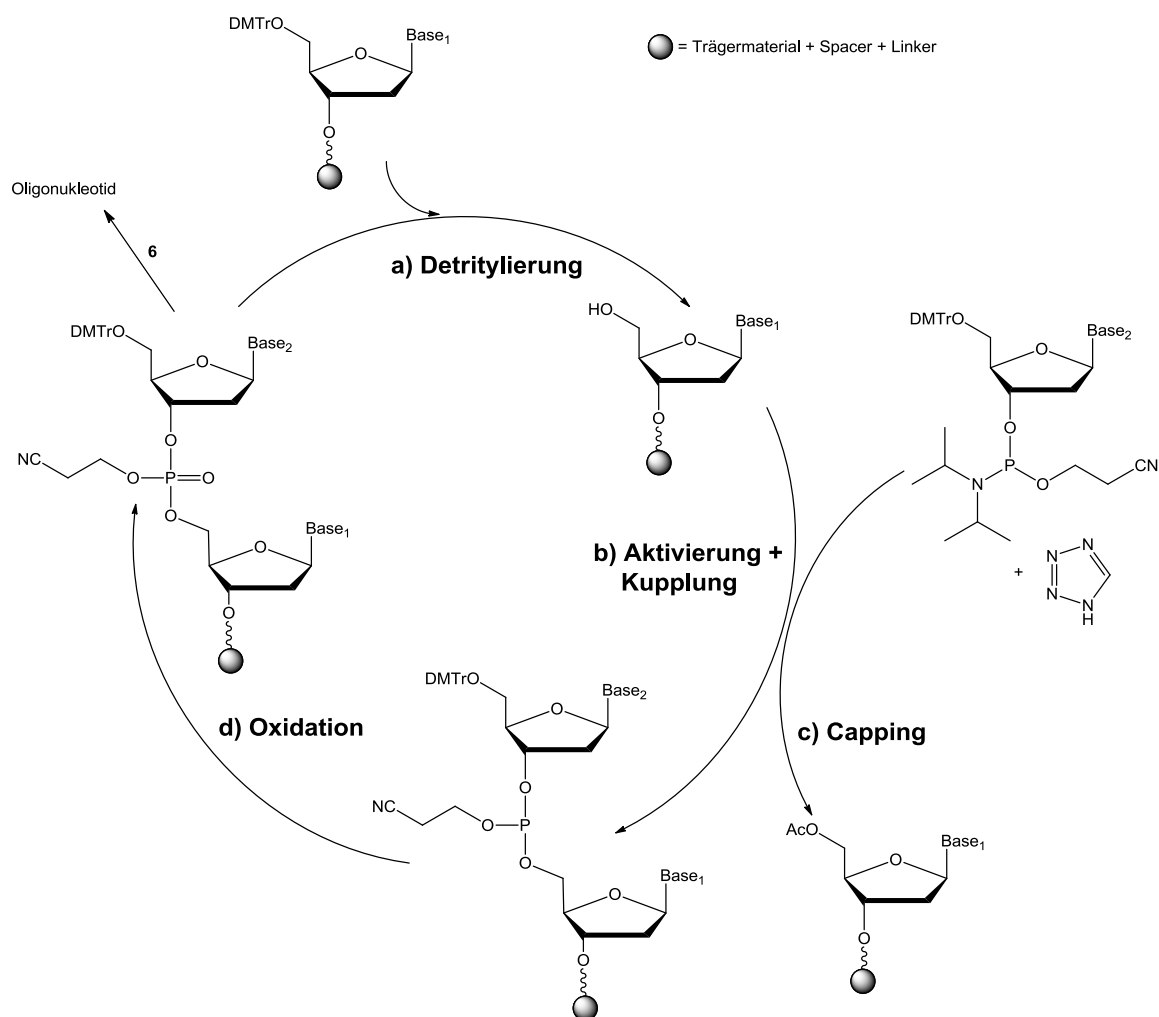 DMTrO
Base1
O
O
= Trägermaterial + Spacer + Linker
Oligonukleotid
6
a) Detritylierung
DMTrO
Base2
O
O
NC
O
P
O
O
Base1
O
O
HO
Base1
O
O
DMTrO
Base2
O
O
P
N
O
CN
+
N
N
N
N
H
b) Aktivierung +
Kupplung
c) Capping
d) Oxidation
DMTrO
Base2
O
O
NC
O
P
O
Base1
O
O
AcO
Base1
O
O